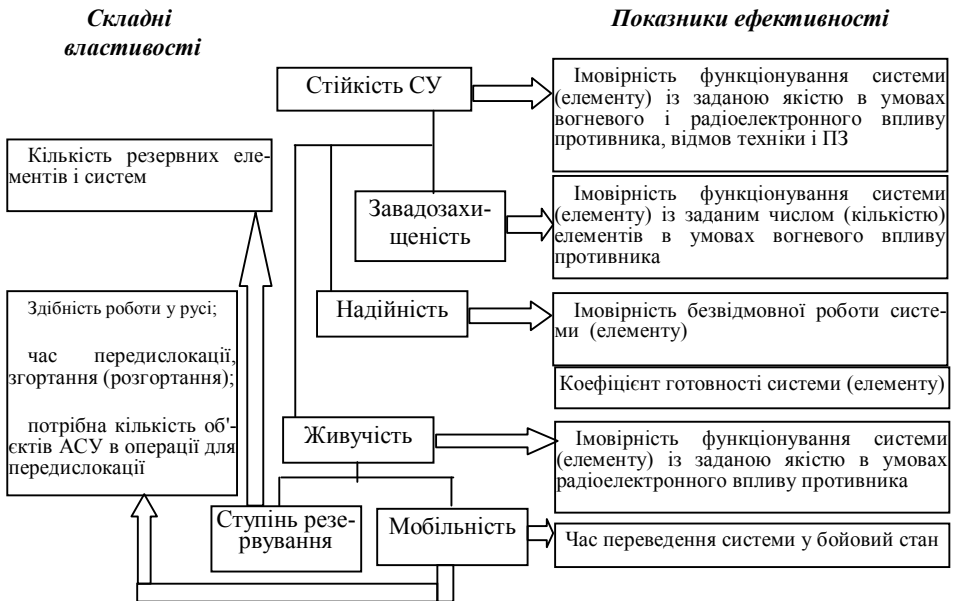 Складні
властивості
Показники ефективності
Стійкість СУ
Імовірність функціонування системи
(елементу) із заданою якістю в умовах
вогневого і радіоелектронного впливу
противника, відмов техніки і ПЗ
Кількість резервних еле-
ментів і систем
Завадозахи-
щеність
Імовірність функціонування системи
(елементу) із заданим числом (кількістю)
елементів в умовах вогневого впливу
противника
Здібність роботи у русі;
час передислокації,
згортання (розгортання);
потрібна кількість об'-
єктів АСУ в операції для
передислокації
Надійність
Імовірність безвідмовної роботи систе-
ми (елементу)
Коефіцієнт готовності системи (елементу)
Живучість
Імовірність функціонування системи
(елементу) із заданою якістю в умовах
радіоелектронного впливу противника
Ступінь резе-
рвування
Мобільність
Час переведення системи у бойовий стан